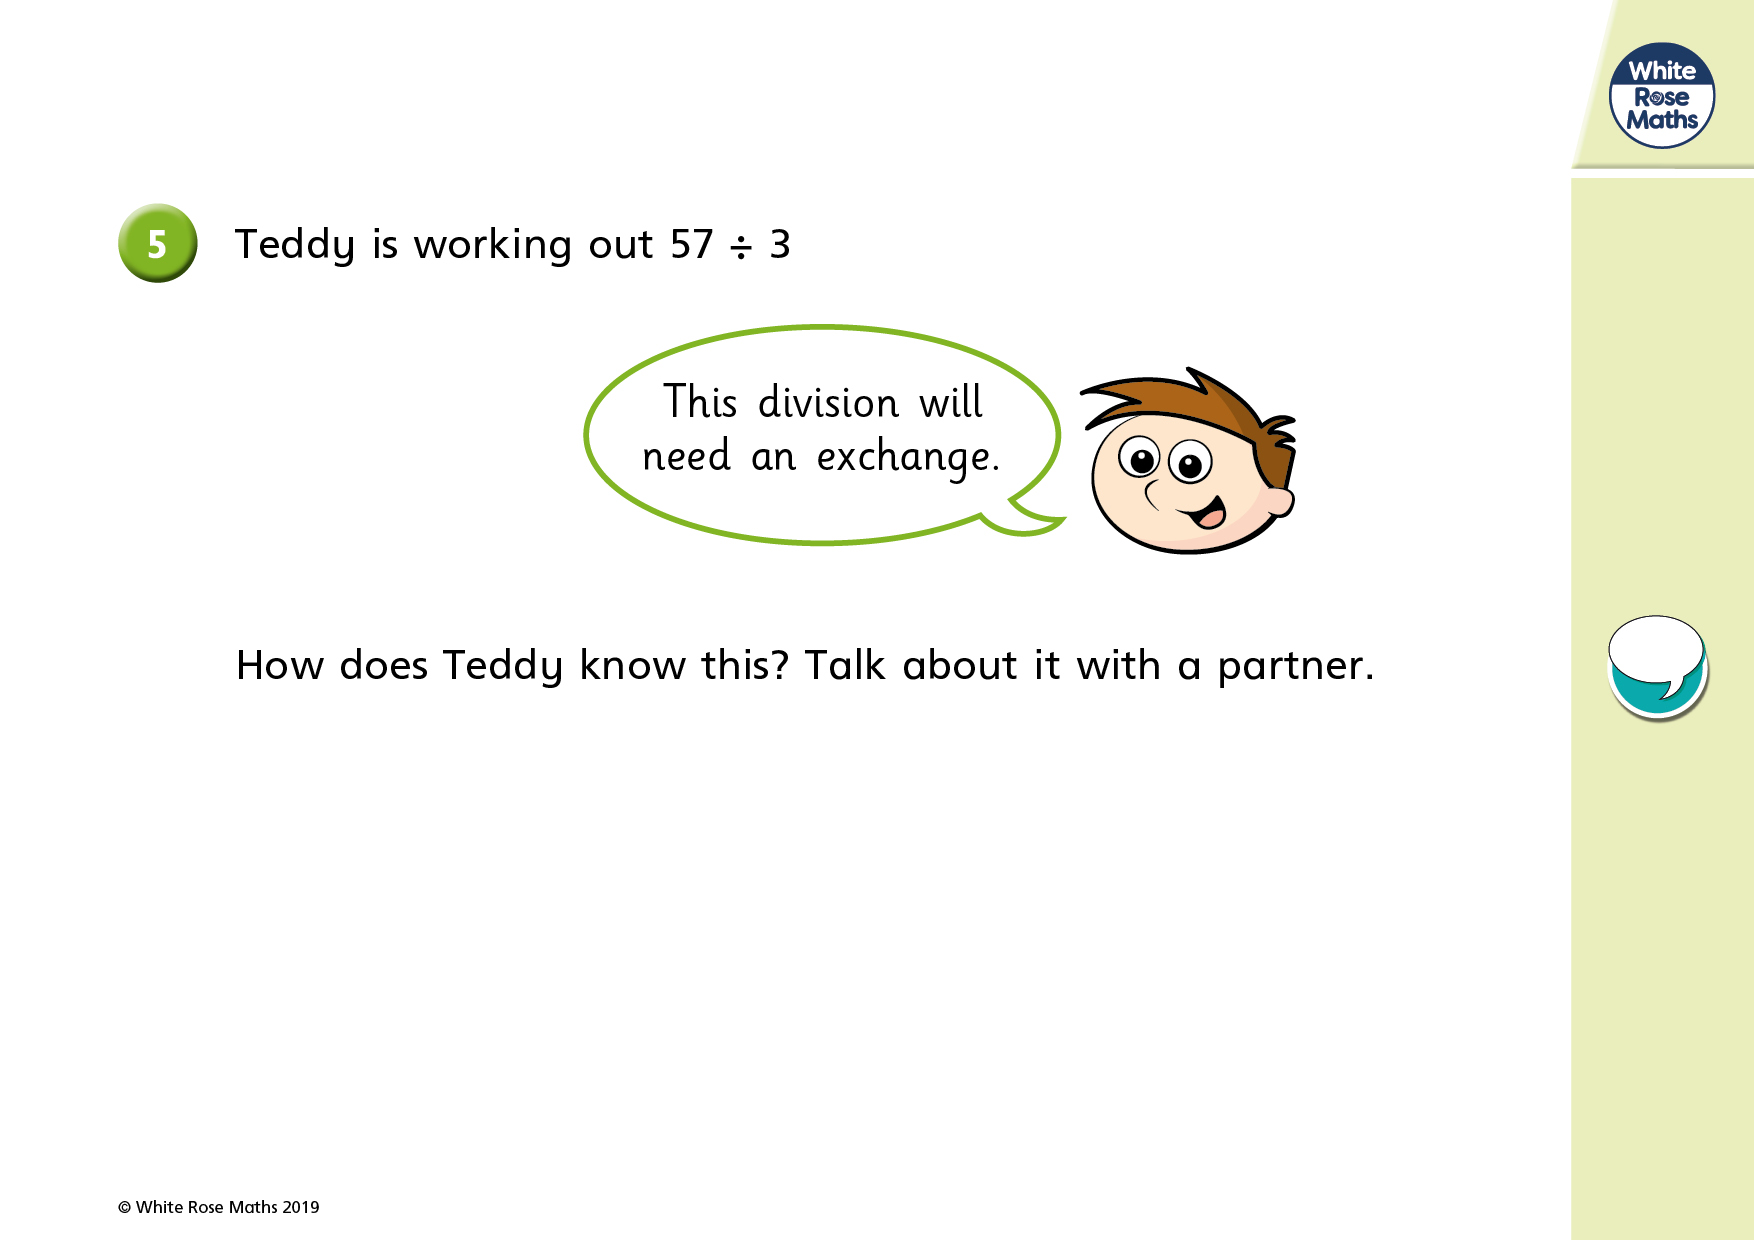 White
Rose
Maths
5 Teddy is working out 57 ÷ 3
This division will
need an exchange.
How does Teddy know this? Talk about it with a partner.
© White Rose Maths 2019